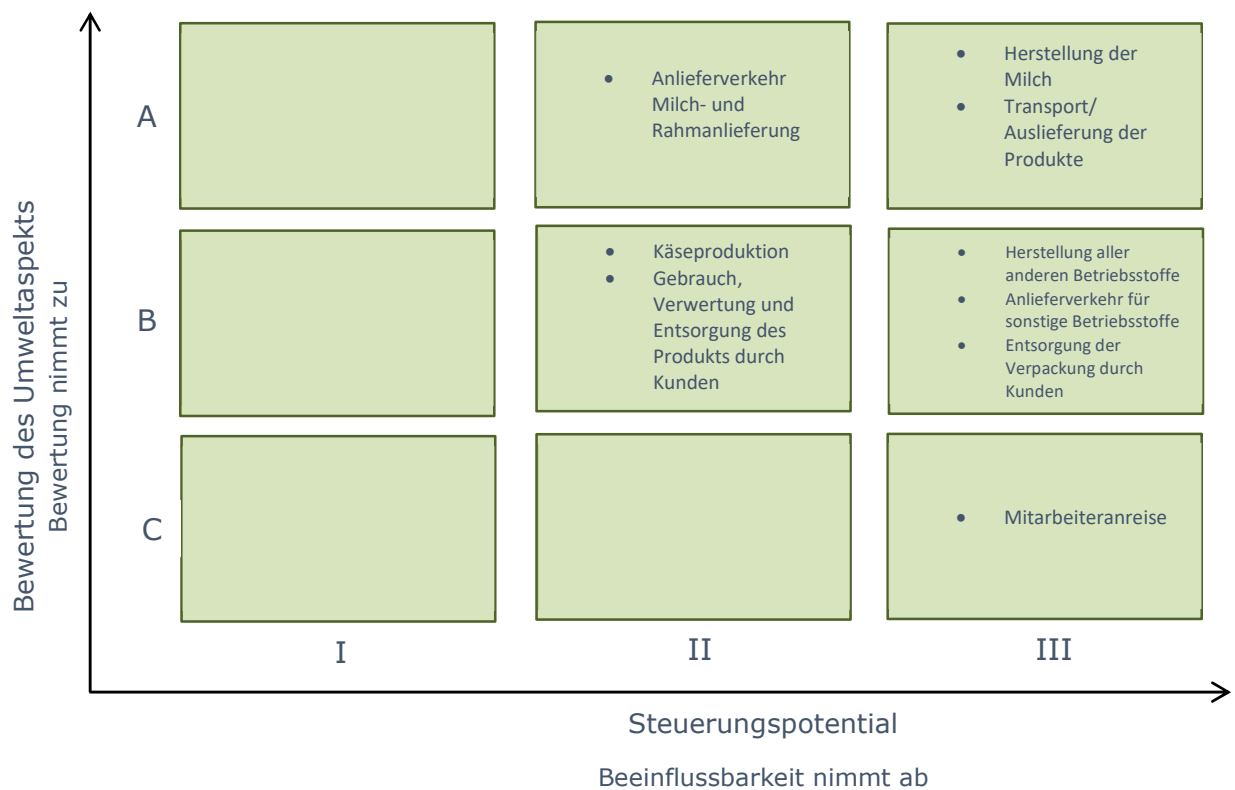 Bewertung des Umweltaspekts
Bewertung nimmt zu
A
• Anlieferverkehr
Milch- und
Rahmanlieferung
• Herstellung der
Milch
• Transport/
Auslieferung der
Produkte
B
• Käseproduktion
• Gebrauch,
Verwertung und
Entsorgung des
Produkts durch
Kunden
• Herstellung aller
anderen Betriebsstoffe
• Anlieferverkehr für
sonstige Betriebsstoffe
• Entsorgung der
Verpackung durch
Kunden
C
• Mitarbeiteranreise
I
II
III
Steuerungspotential
Beeinflussbarkeit nimmt ab